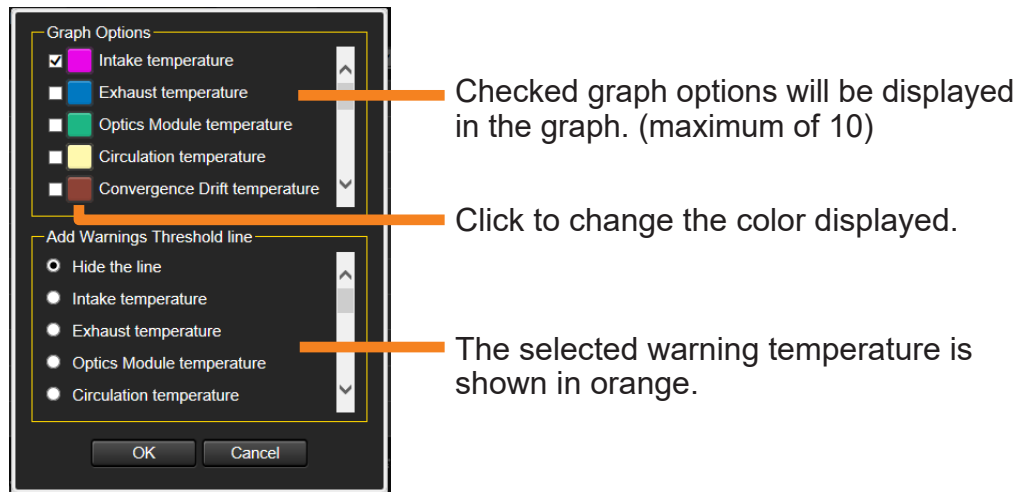 Graph Options
Intake temperature
Exhaust temperature
Optics Module temperature
Circulation temperature
Convergence Drift temperature
Checked graph options will be displayed
in the graph. (maximum of 10)
Click to change the color displayed.
Add Warnings Threshold line
Hide the line
Intake temperature
Exhaust temperature
Optics Module temperature
Circulation temperature
The selected warning temperature is
shown in orange.
OK
Cancel